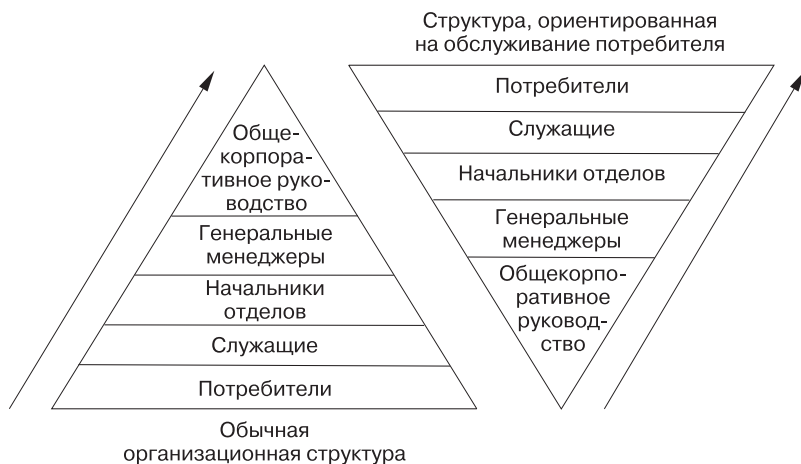 Структура, ориентированная
на обслуживание потребителя
Обще-
корпора-
тивное руко-
водство
Генеральные
менеджеры
Начальники
отделов
Служащие
Потребители
Обычная
организационная структура
Потребители
Служащие
Начальники отделов
Генеральные
менеджеры
Общекорпо-
ративное
руковод-
ство